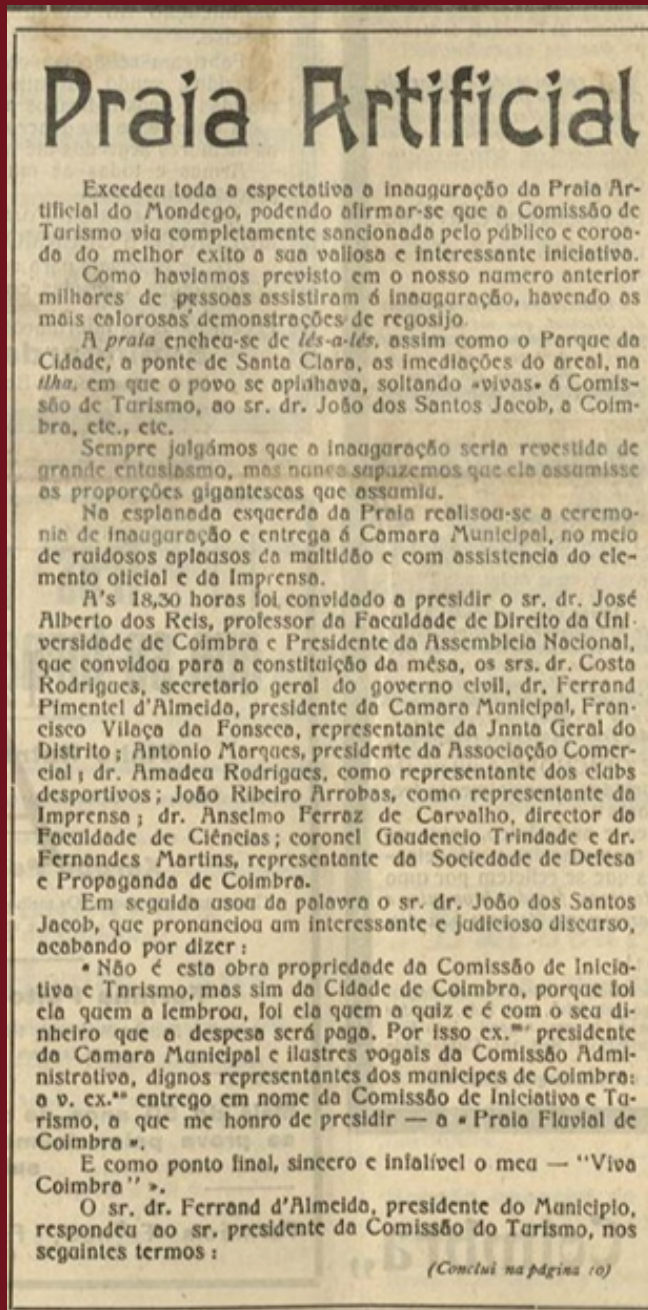 Praia Artificial
Excedeu toda a espectativa a inauguração da Praia Ar-
tificial do Mondego, podendo afirmar-se que a Comissão de
Turismo viu completamente sancionada pelo público e coroa-
da do melhor exito a sua valiosa e interessante iniciativa.
Como haviamos previsto em o nosso numero anterior
milhares de pessoas assistiram á inauguração, havendo as
mais calorosas demonstrações de regosijo.
A praia encheu-se de lés-a-lés, assim como o Parque da
Cidade, a ponte de Santa Clara, as imediações do areal, na
ilha, em que o povo se apinhava, soltando «vivas» á Comis-
são de Turismo, ao sr. dr. João dos Santos Jacob, a Coim-
bra, etc., etc.
Sempre julgámos que a inauguração seria revestida de
grande entusiasmo, mas nunca supuzemos que ela assumisse
as proporções gigantescas que assumiu.
Na esplanada esquerda da Praia realisou-se a ceremo-
nia de inauguração e entrega á Camara Municipal, no meio
de ruidosos aplausos da multidão e com assistencia do ele-
mento oficial e da Imprensa.
A's 18,30 horas foi convidado a presidir o sr. dr. José
Alberto dos Reis, professor da Faculdade de Direito da Uni-
versidade de Coimbra e Presidente da Assembleia Nacional,
que convidou para a constituição da mêsa, os srs. dr. Costa
Rodrigues, secretario geral do governo civil, dr. Ferrand
Pimentel d'Almeida, presidente da Camara Municipal, Fran-
cisco Vilaça da Fonseca, representante da Jnnta Geral do
Distrito; Antonio Marques, presidente da Associação Comer-
cial; dr. Amadeu Rodrigues, como representante dos clubs
desportivos; João Ribeiro Arrobas, como representante da
Imprensa; dr. Anselmo Ferraz de Carvalho, director da
Faculdade de Ciências; coronel Gaudencio Trindade e dr.
Fernandes Martins, representante da Sociedade de Defesa
e Propaganda de Coimbra.
Em seguida usou da palavra o sr. dr. João dos Santos
Jacob, que pronunciou um interessante e judicioso discurso,
acabando por dizer:
« Não é esta obra propriedade da Comissão de Inicia-
tiva e Tnrismo, mas sim da Cidade de Coimbra, porque foi
ela quem a lembrou, foi ela quem a quiz e é com o seu di-
nheiro que a despesa será paga. Por isso ex.ᵐᵒ presidente
da Camara Municipal e ilustres vogais da Comissão Admi-
nistrativa, dignos representantes dos municipes de Coimbra:
a v. ex.ᵃˢ entrego em nome da Comissão de Iniciativa e Tu-
rismo, a que me honro de presidir — a « Praia Fluvial de
Coimbra ».
E como ponto final, sincero e infalível o meu — "Viva
Coimbra" ».
O sr. dr. Ferrand d'Almeida, presidente do Municipio,
respondeu ao sr. presidente da Comissão do Turismo, nos
seguintes termos:
(Conclui na página 10)